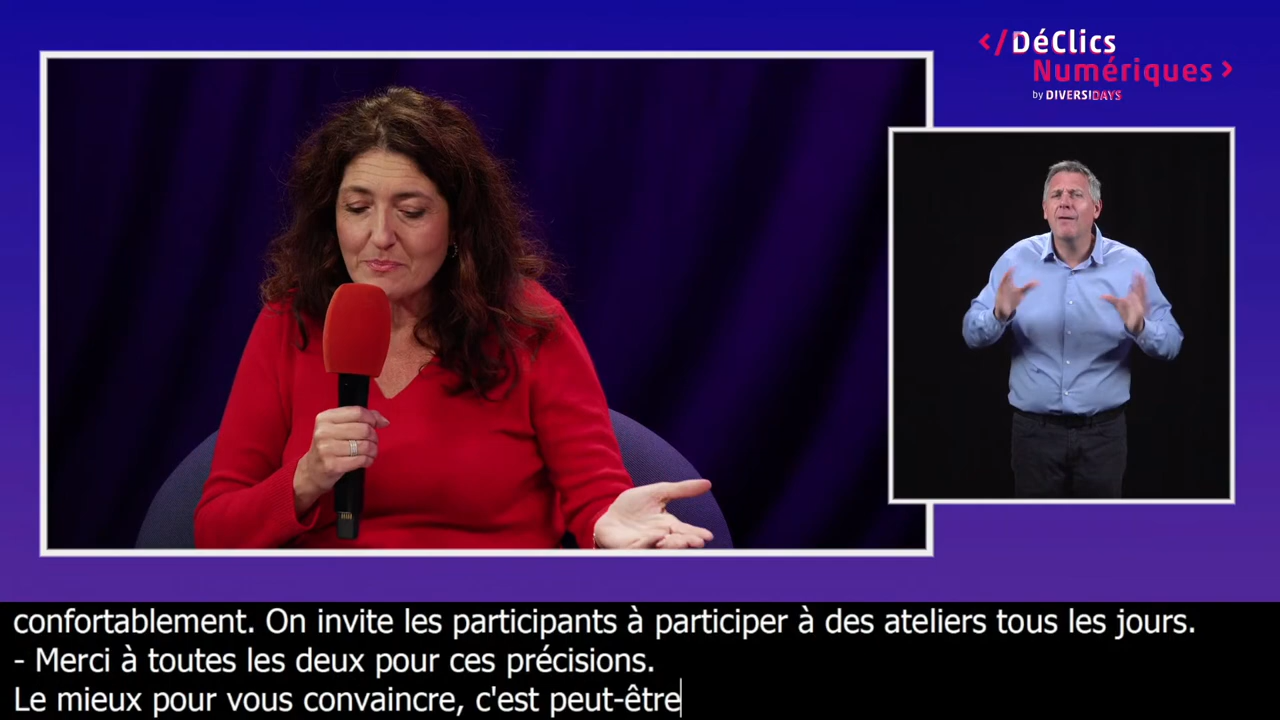 </DéClics
Numériques>
by DIVERSIDAYS
confortablement. On invite les participants à participer à des ateliers tous les jours.
- Merci à toutes les deux pour ces précisions.
Le mieux pour vous convaincre, c'est peut-être